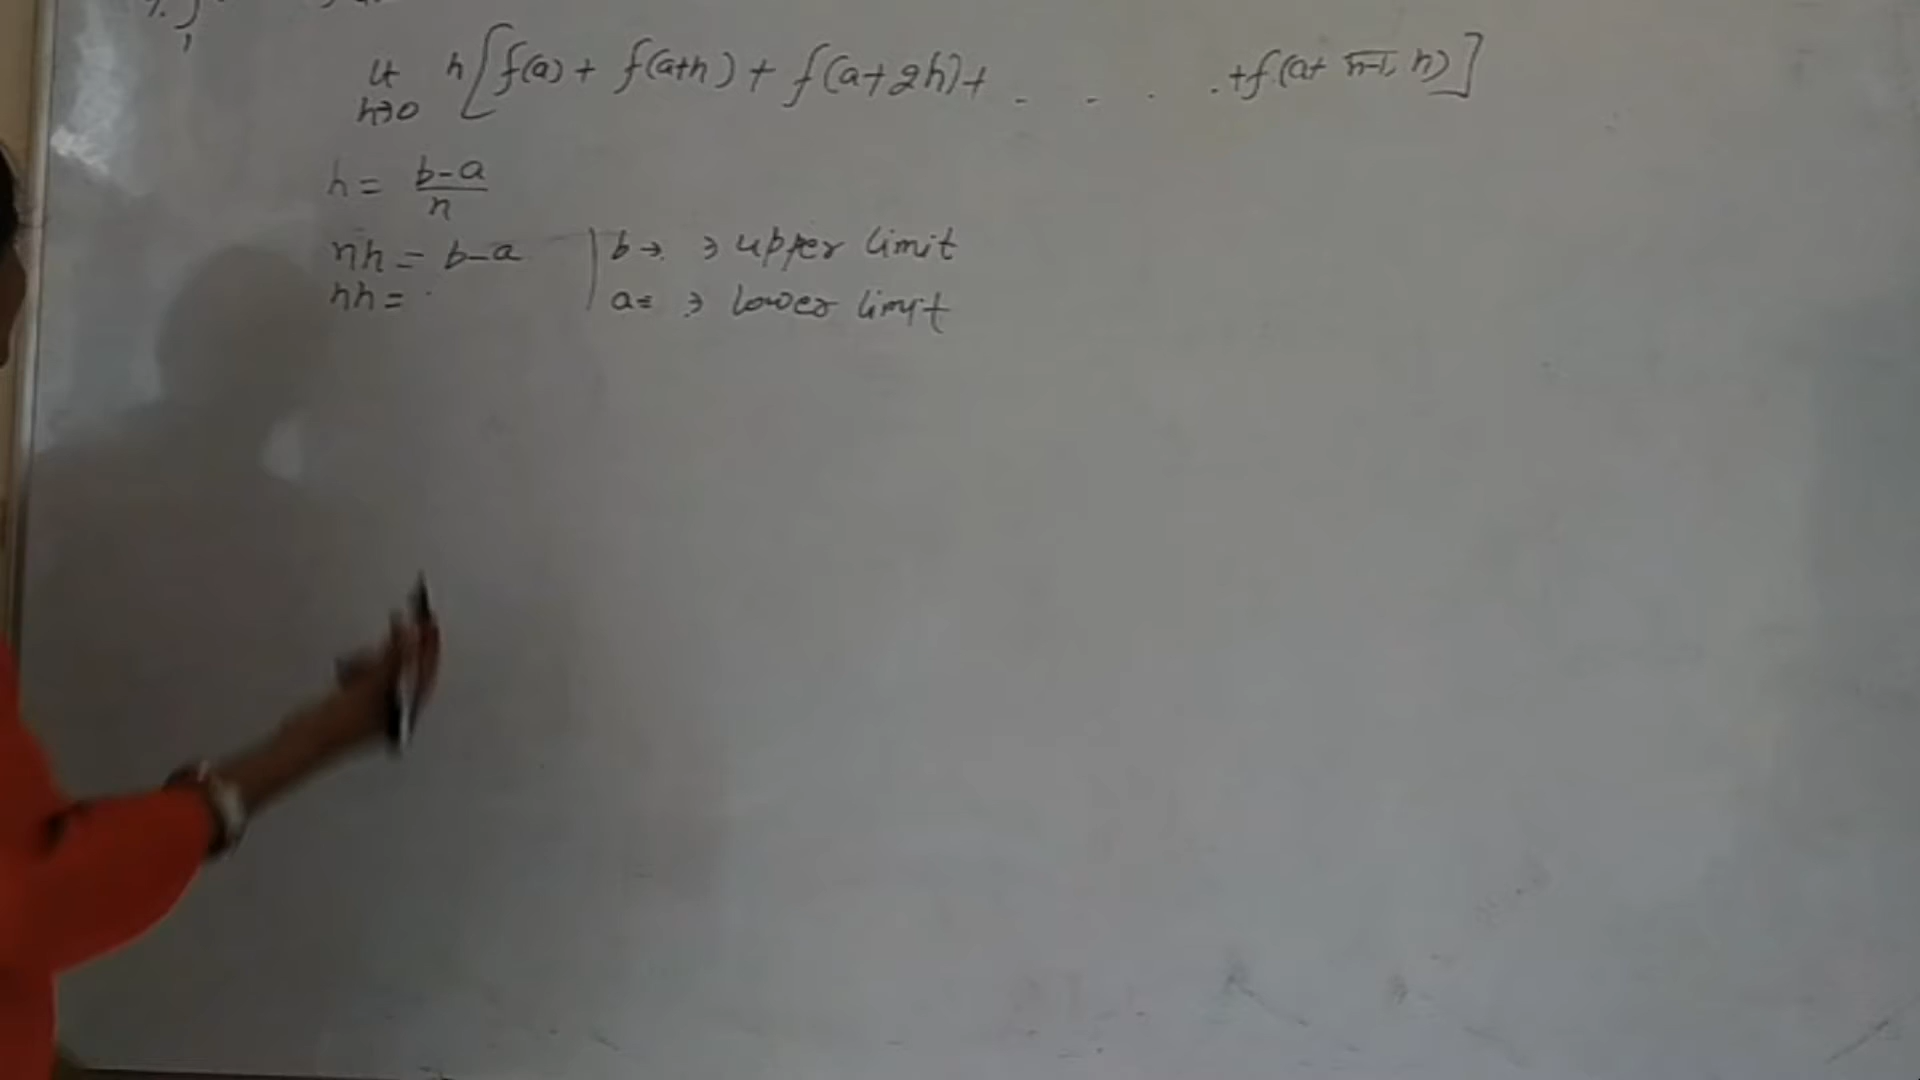 lt h[f(a) + f(a+h) + f(a+2h) + - - . . + f(a+ n-1, h)]
h→0
h = b-a
n
nh = b-a | b → . → upper limit
nh = | a = → lower limit